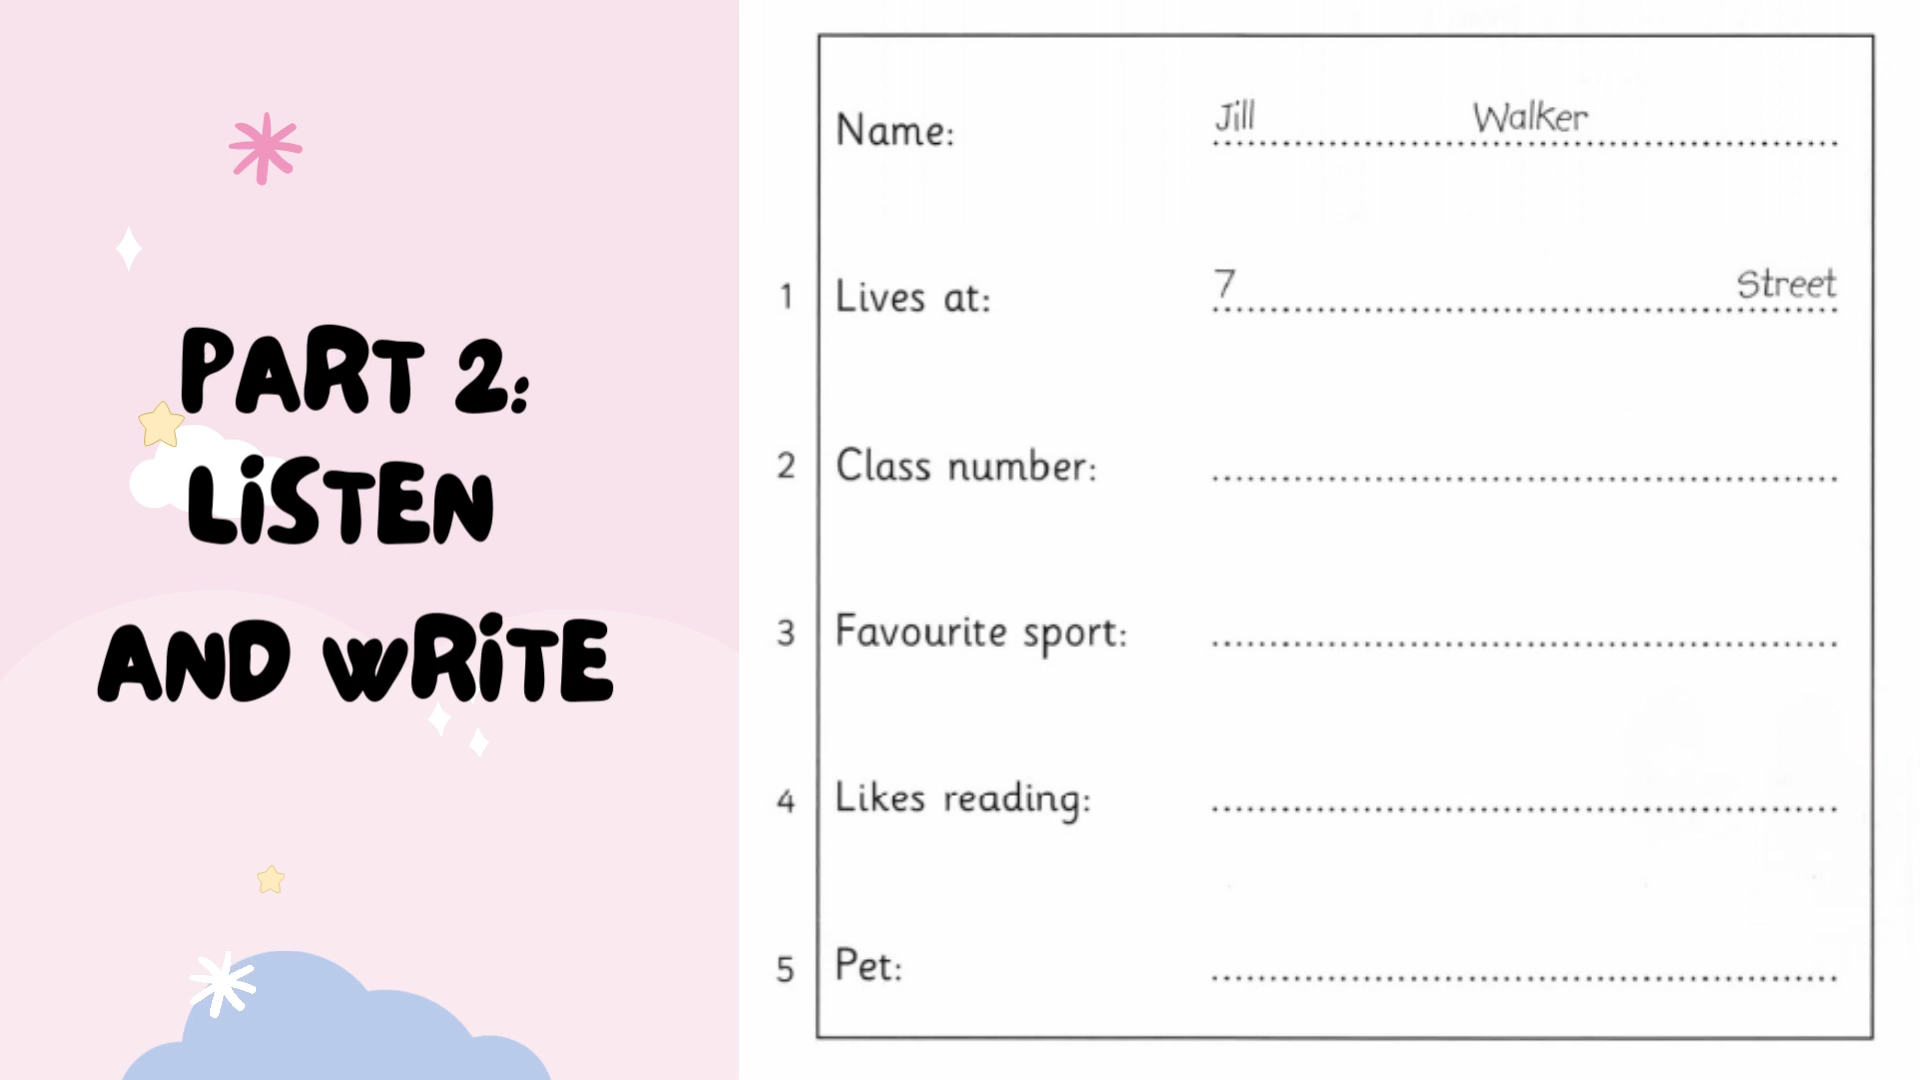 PART 2:
LiSTEN
AND WRiTE
Name: Jill Walker
1 Lives at: 7 Street
2 Class number:
3 Favourite sport:
4 Likes reading:
5 Pet: